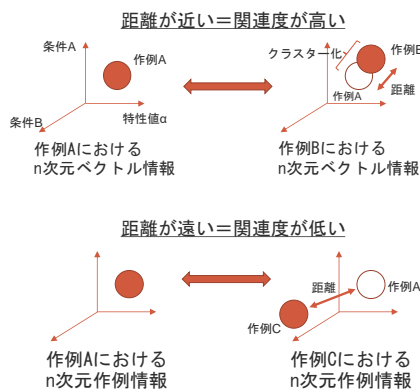 距離が近い＝関連度が高い
条件A
作例A
条件B
特性値α
作例Aにおける
n次元ベクトル情報
クラスター化
作例B
距離
作例A
作例Bにおける
n次元ベクトル情報
距離が遠い＝関連度が低い
作例Aにおける
n次元作例情報
距離
作例A
作例C
作例Cにおける
n次元作例情報